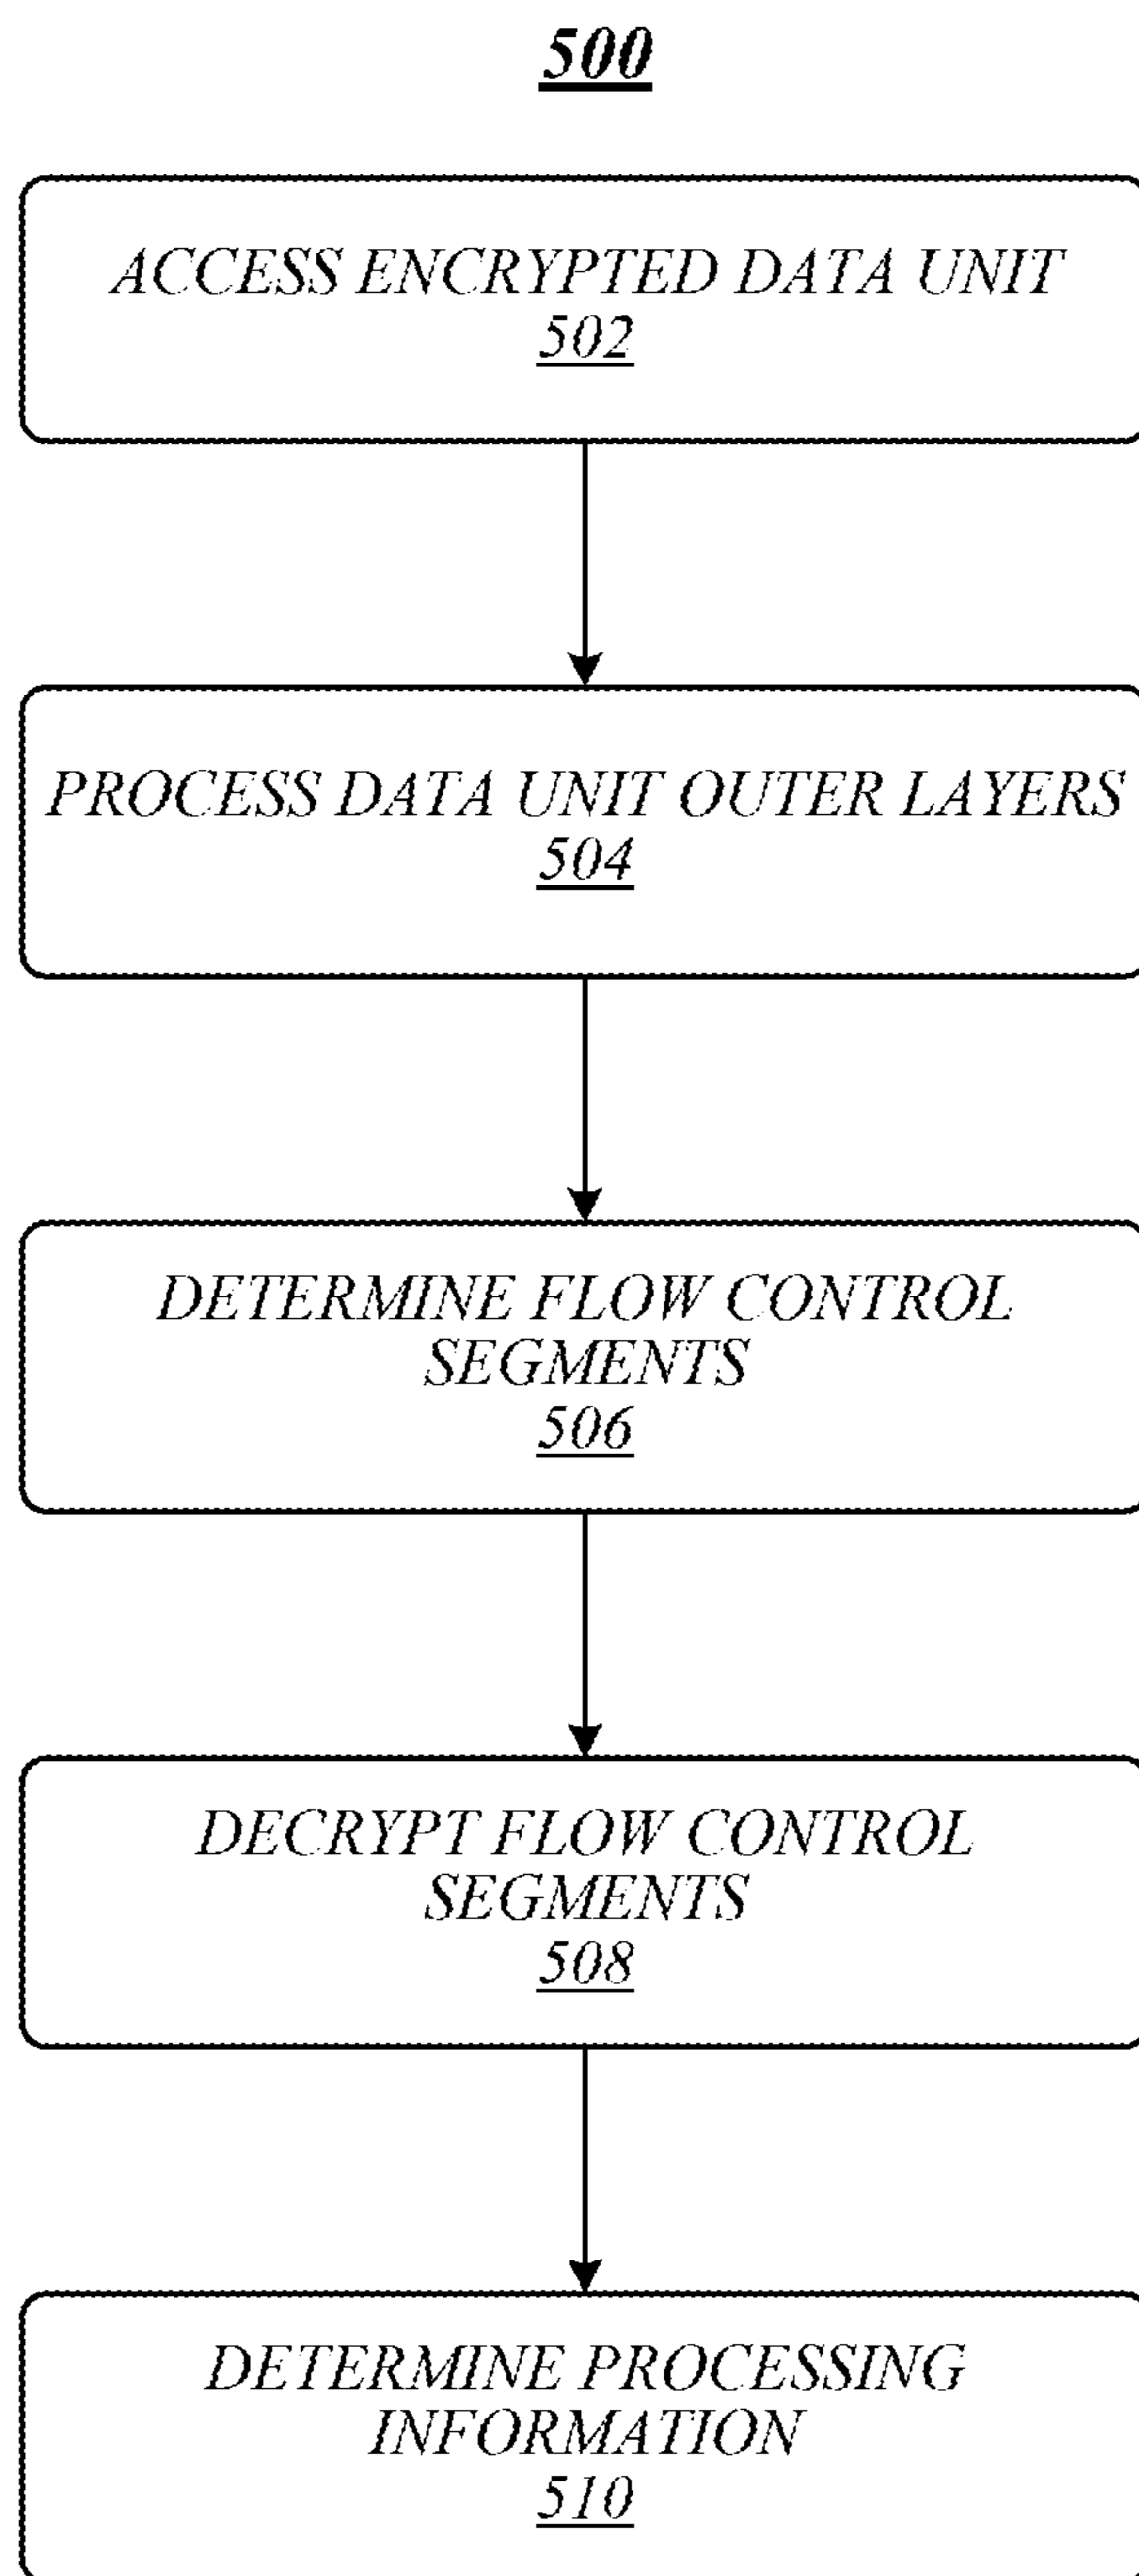 500
ACCESS ENCRYPTED DATA UNIT
502
PROCESS DATA UNIT OUTER LAYERS
504
DETERMINE FLOW CONTROL
SEGMENTS
506
DECRYPT FLOW CONTROL
SEGMENTS
508
DETERMINE PROCESSING
INFORMATION
510